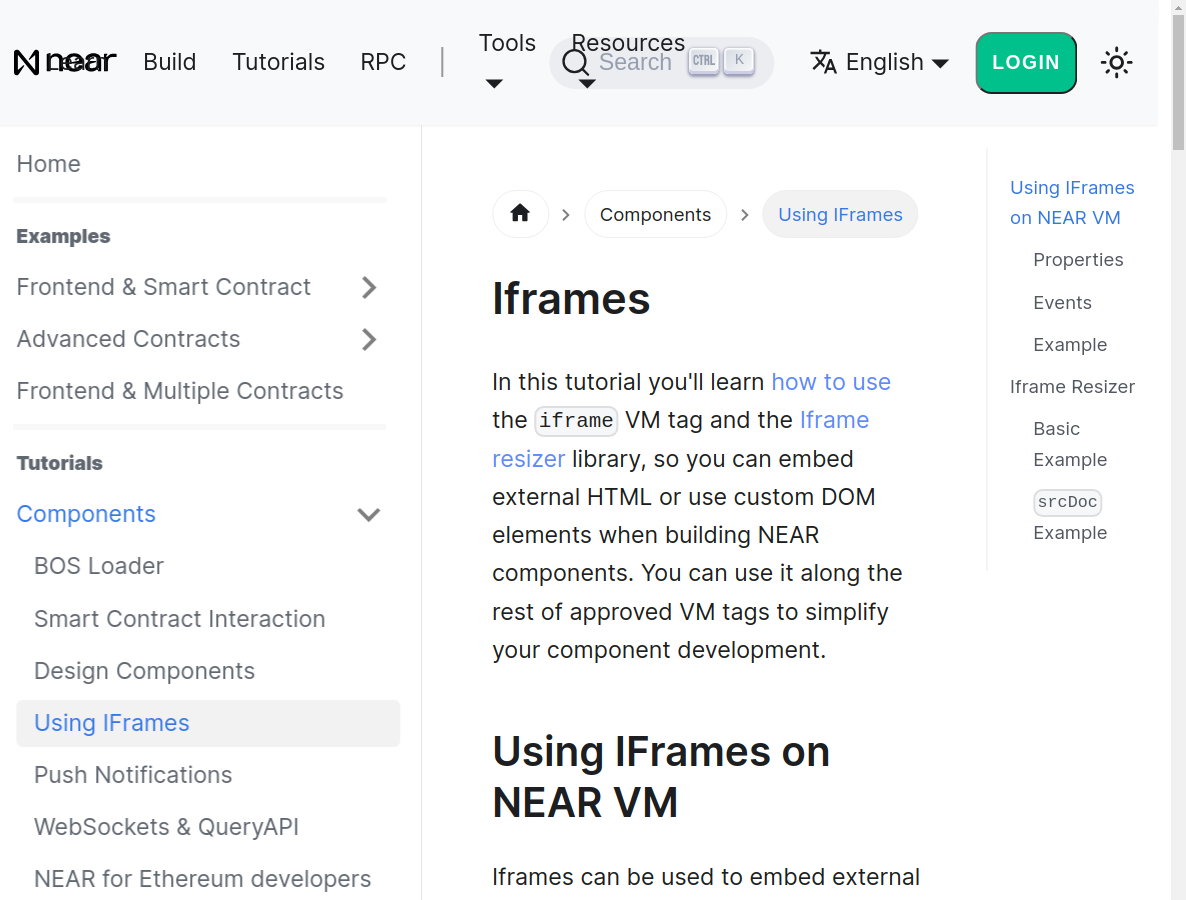 near
Learn
Build
Tutorials
RPC
Tools
Resources
Search
CTRL
K
English
LOGIN
Home
Examples
Frontend & Smart Contract
Advanced Contracts
Frontend & Multiple Contracts
Tutorials
Components
BOS Loader
Smart Contract Interaction
Design Components
Using IFrames
Push Notifications
WebSockets & QueryAPI
NEAR for Ethereum developers
Components
Using IFrames
Iframes
In this tutorial you'll learn how to use
the iframe VM tag and the Iframe
resizer library, so you can embed
external HTML or use custom DOM
elements when building NEAR
components. You can use it along the
rest of approved VM tags to simplify
your component development.
Using IFrames on
NEAR VM
Iframes can be used to embed external
Using IFrames
on NEAR VM
Properties
Events
Example
Iframe Resizer
Basic
Example
srcDoc
Example